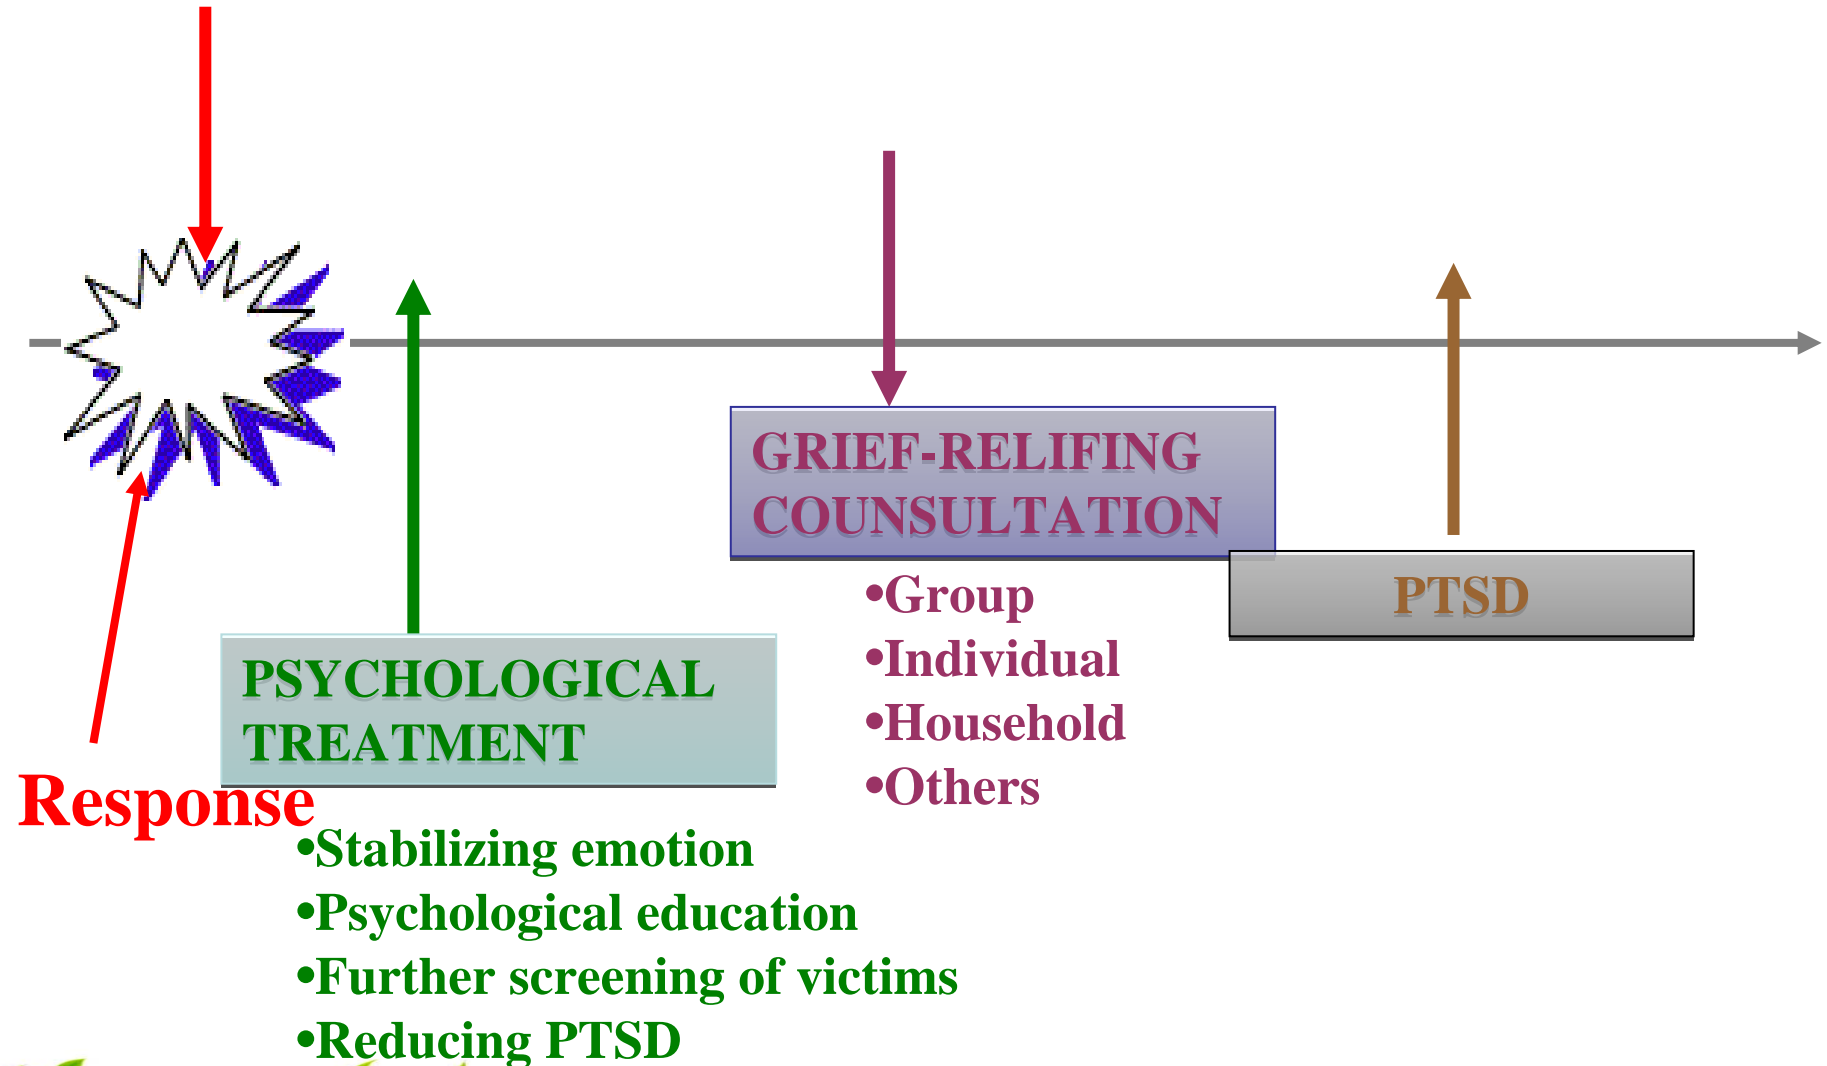 GRIEF-RELIFING
COUNSULTATION
•Group
•Individual
•Household
•Others
PTSD
PSYCHOLOGICAL
TREATMENT
Response
•Stabilizing emotion
•Psychological education
•Further screening of victims
•Reducing PTSD